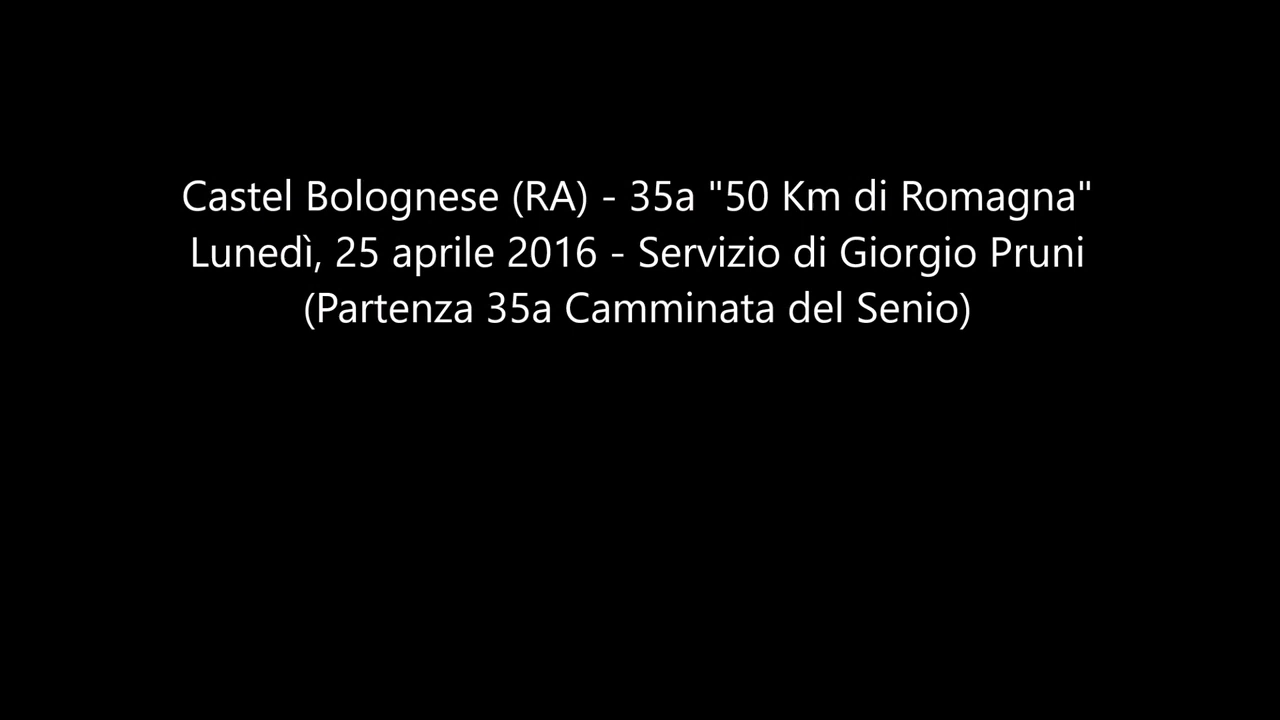 Castel Bolognese (RA) - 35a "50 Km di Romagna"
Lunedì, 25 aprile 2016 - Servizio di Giorgio Pruni
(Partenza 35a Camminata del Senio)